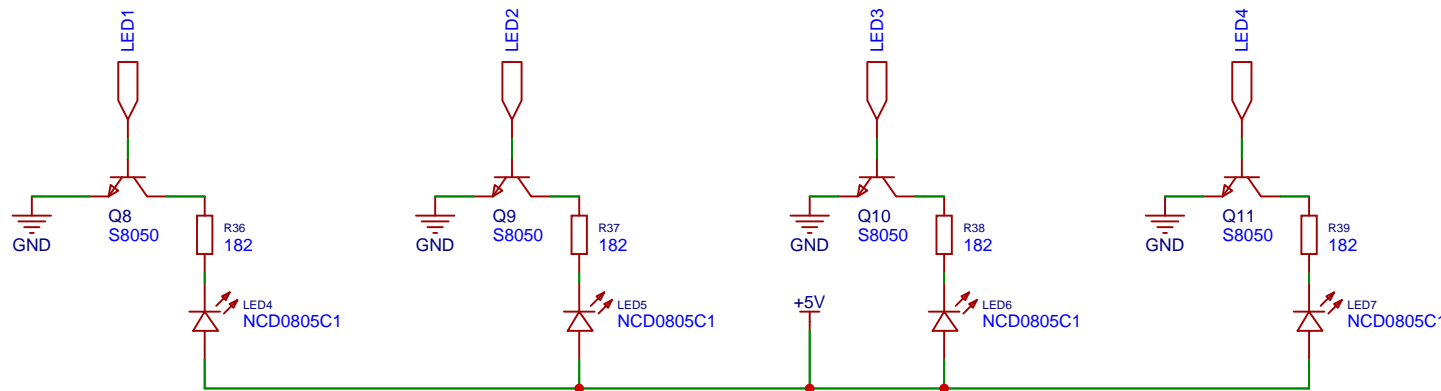 LED1
LED2
LED3
LED4
Q8
S8050
GND
R36
182
LED4
NCD0805C1
Q9
S8050
GND
R37
182
LED5
NCD0805C1
+5V
Q10
S8050
GND
R38
182
LED6
NCD0805C1
Q11
S8050
GND
R39
182
LED7
NCD0805C1